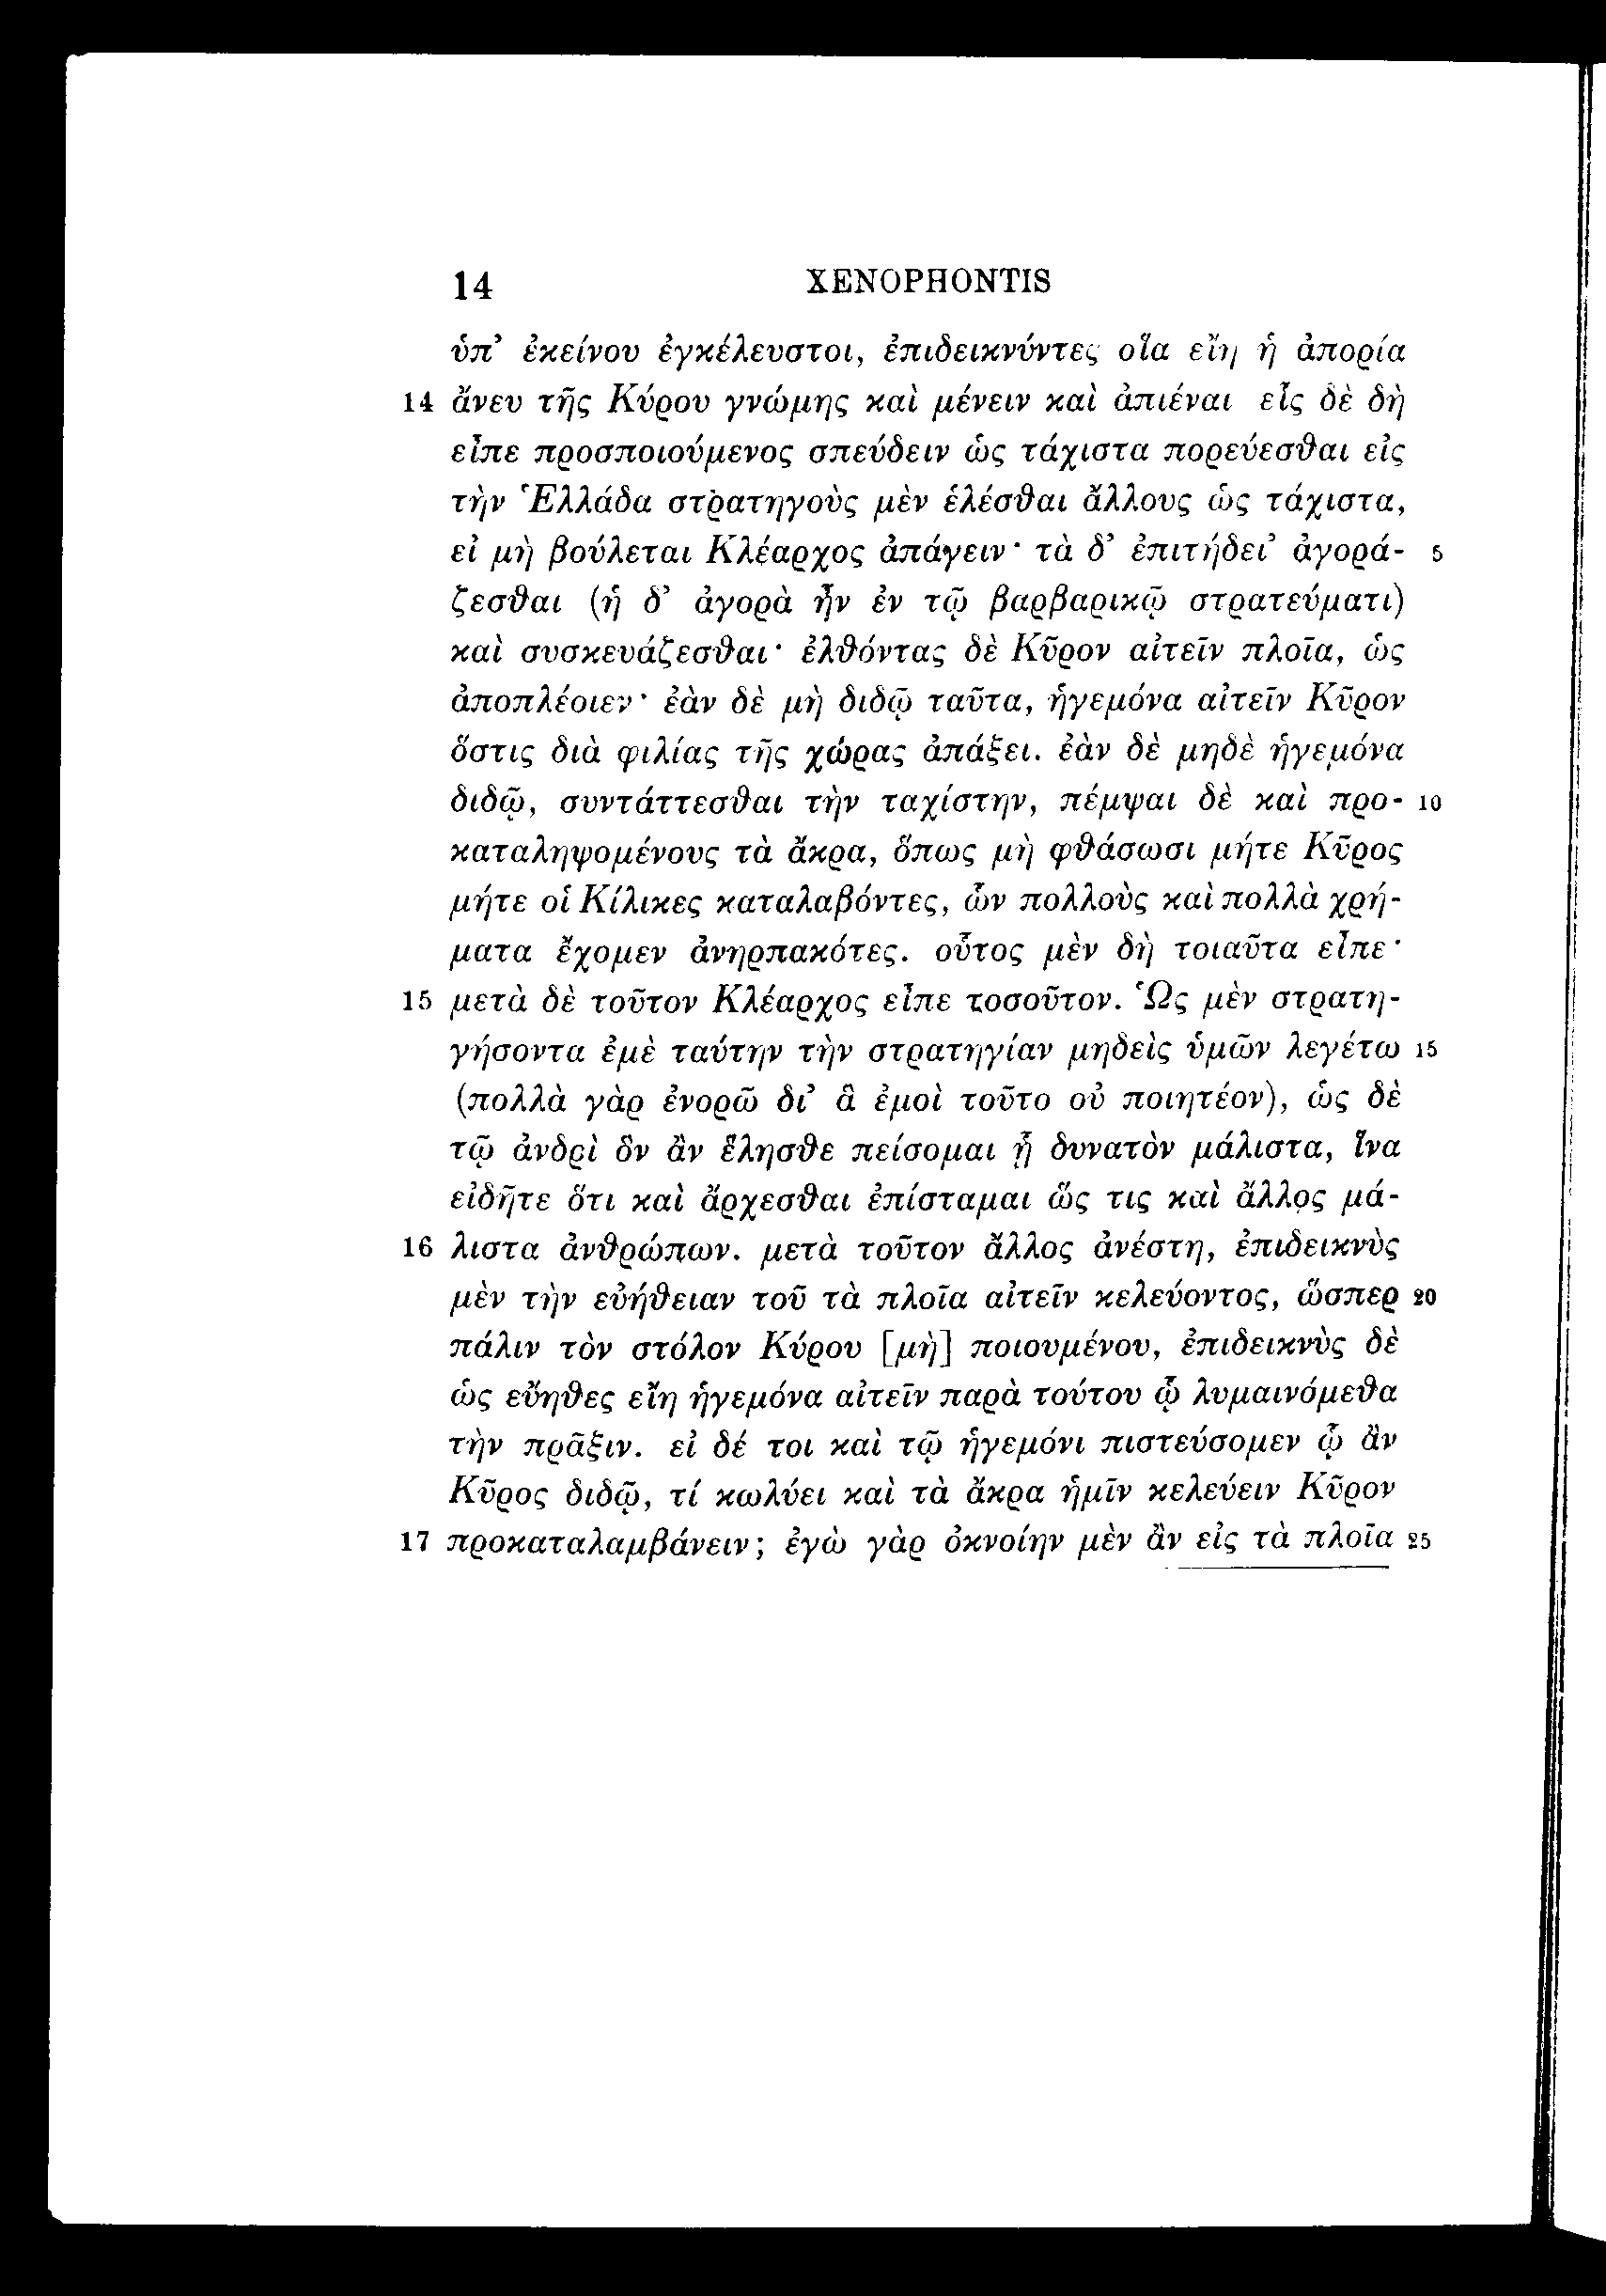 14 XENOPHONTIS
ὑπ’ ἐκείνου ἐγκέλευστοι, ἐπιδεικνύντες οἵα εἴη ἡ ἀπορία
14 ἄνευ τῆς Κύρου γνώμης καὶ μένειν καὶ ἀπιέναι εἷς δὲ δὴ
εἶπε προσποιούμενος σπεύδειν ὡς τάχιστα πορεύεσθαι εἰς
τὴν Ἑλλάδα στρατηγοὺς μὲν ἑλέσθαι ἄλλους ὡς τάχιστα,
εἰ μὴ βούλεται Κλέαρχος ἀπάγειν· τὰ δ’ ἐπιτήδει’ ἀγορά- 5
ζεσθαι (ἡ δ’ ἀγορὰ ἦν ἐν τῷ βαρβαρικῷ στρατεύματι)
καὶ συσκευάζεσθαι· ἐλθόντας δὲ Κῦρον αἰτεῖν πλοῖα, ὡς
ἀποπλέοιεν· ἐὰν δὲ μὴ διδῷ ταῦτα, ἡγεμόνα αἰτεῖν Κῦρον
ὅστις διὰ φιλίας τῆς χώρας ἀπάξει. ἐὰν δὲ μηδὲ ἡγεμόνα
διδῷ, συντάττεσθαι τὴν ταχίστην, πέμψαι δὲ καὶ προ- 10
καταληψομένους τὰ ἄκρα, ὅπως μὴ φθάσωσι μήτε Κῦρος
μήτε οἱ Κίλικες καταλαβόντες, ὧν πολλοὺς καὶ πολλὰ χρή-
ματα ἔχομεν ἀνηρπακότες. οὗτος μὲν δὴ τοιαῦτα εἶπε·
15 μετὰ δὲ τοῦτον Κλέαρχος εἶπε τοσοῦτον. Ὡς μὲν στρατη-
γήσοντα ἐμὲ ταύτην τὴν στρατηγίαν μηδεὶς ὑμῶν λεγέτω 15
(πολλὰ γὰρ ἐνορῶ δι’ ἃ ἐμοὶ τοῦτο οὐ ποιητέον), ὡς δὲ
τῷ ἀνδρὶ ὃν ἂν ἕλησθε πείσομαι ᾗ δυνατὸν μάλιστα, ἵνα
εἰδῆτε ὅτι καὶ ἄρχεσθαι ἐπίσταμαι ὥς τις καὶ ἄλλος μά-
16 λιστα ἀνθρώπων. μετὰ τοῦτον ἄλλος ἀνέστη, ἐπιδεικνὺς
μὲν τὴν εὐήθειαν τοῦ τὰ πλοῖα αἰτεῖν κελεύοντος, ὥσπερ 20
πάλιν τὸν στόλον Κύρου [μὴ] ποιουμένου, ἐπιδεικνὺς δὲ
ὡς εὔηθες εἴη ἡγεμόνα αἰτεῖν παρὰ τούτου ᾧ λυμαινόμεθα
τὴν πρᾶξιν. εἰ δέ τοι καὶ τῷ ἡγεμόνι πιστεύσομεν ᾧ ἂν
Κῦρος διδῷ, τί κωλύει καὶ τὰ ἄκρα ἡμῖν κελεύειν Κῦρον
17 προκαταλαμβάνειν; ἐγὼ γὰρ ὀκνοίην μὲν ἂν εἰς τὰ πλοῖα 25